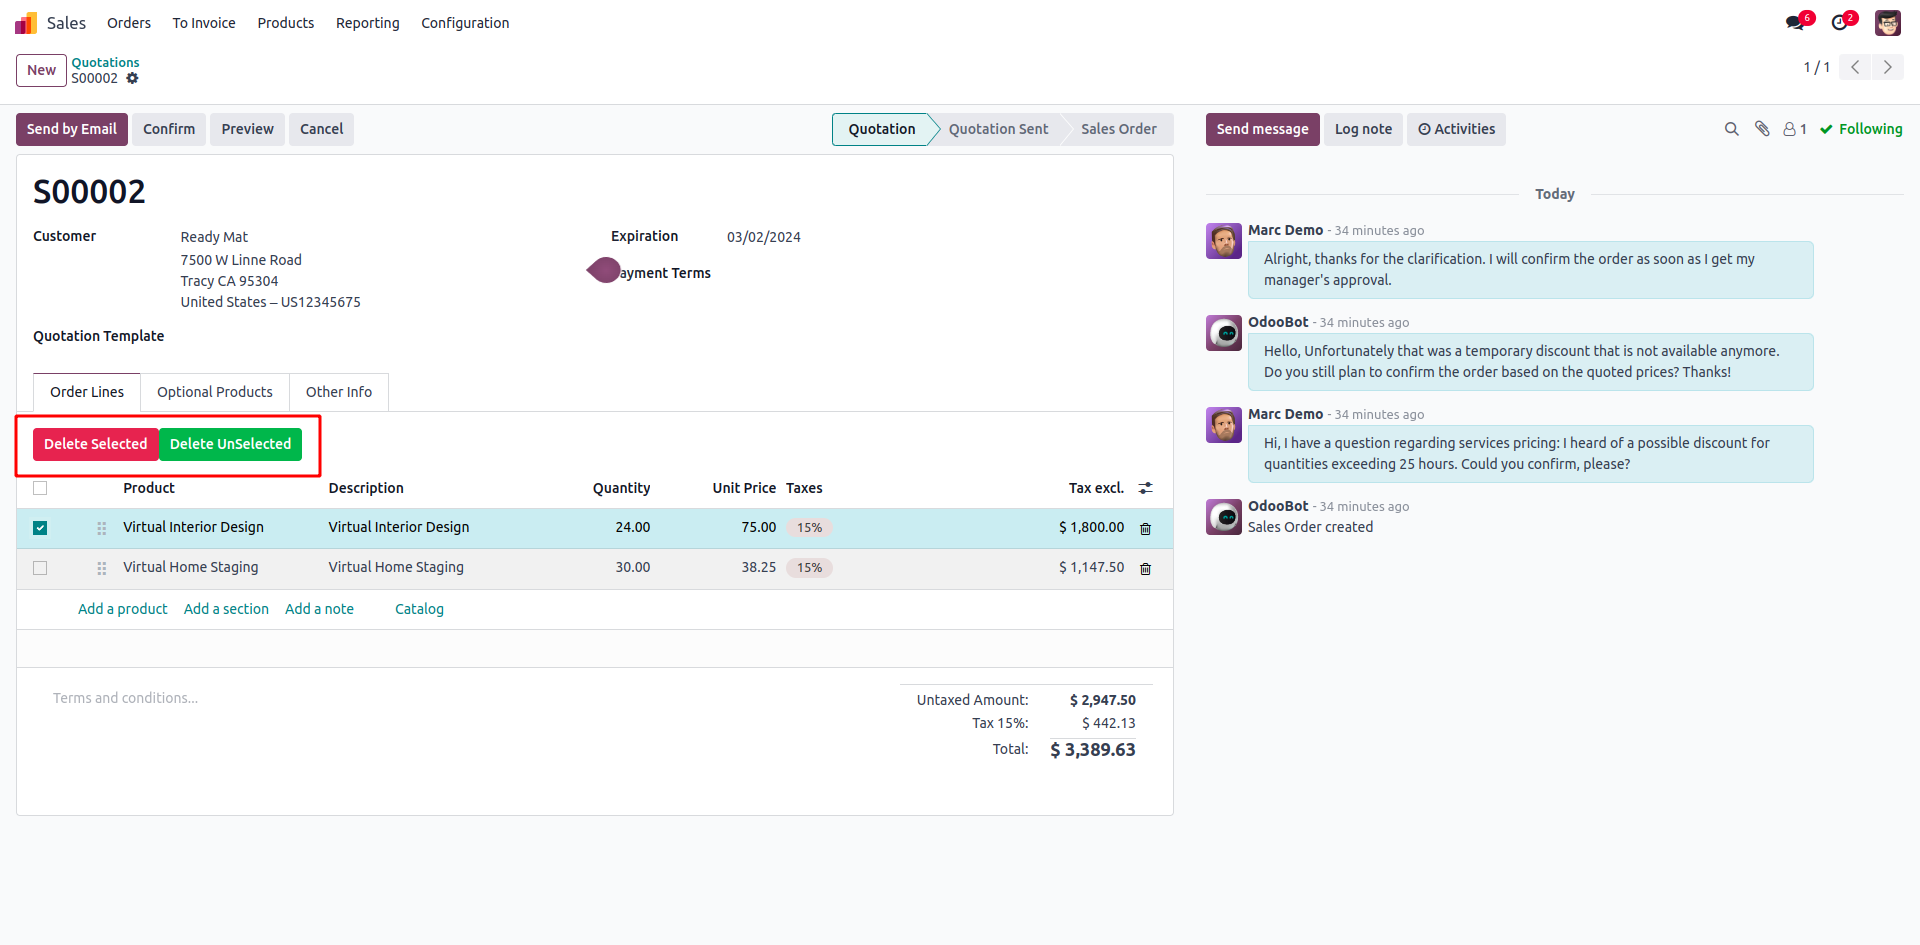 Sales Orders To Invoice Products Reporting Configuration 6 2
New Quotations
S00002
1 / 1
Send by Email Confirm Preview Cancel Quotation Quotation Sent Sales Order
Send message Log note Activities 1 Following
S00002
Customer Ready Mat
7500 W Linne Road
Tracy CA 95304
United States – US12345675
Expiration 03/02/2024
ayment Terms
Quotation Template
Order Lines Optional Products Other Info
Delete Selected Delete UnSelected
Product Description Quantity Unit Price Taxes Tax excl.
Virtual Interior Design Virtual Interior Design 24.00 75.00 15% $ 1,800.00
Virtual Home Staging Virtual Home Staging 30.00 38.25 15% $ 1,147.50
Add a product Add a section Add a note Catalog
Terms and conditions...
Untaxed Amount: $ 2,947.50
Tax 15%: $ 442.13
Total: $ 3,389.63
Today
Marc Demo - 34 minutes ago
Alright, thanks for the clarification. I will confirm the order as soon as I get my
manager's approval.
OdooBot - 34 minutes ago
Hello, Unfortunately that was a temporary discount that is not available anymore.
Do you still plan to confirm the order based on the quoted prices? Thanks!
Marc Demo - 34 minutes ago
Hi, I have a question regarding services pricing: I heard of a possible discount for
quantities exceeding 25 hours. Could you confirm, please?
OdooBot - 34 minutes ago
Sales Order created